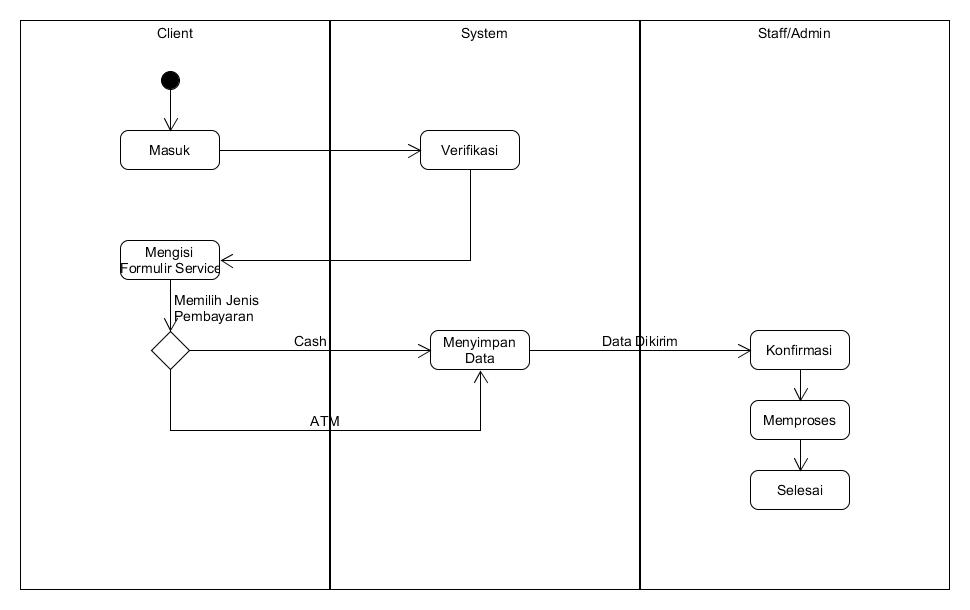 Client
System
Staff/Admin
Masuk
Verifikasi
Mengisi
Formulir Service
Memilih Jenis
Pembayaran
Cash
Menyimpan
Data
Data Dikirim
Konfirmasi
ATM
Memproses
Selesai